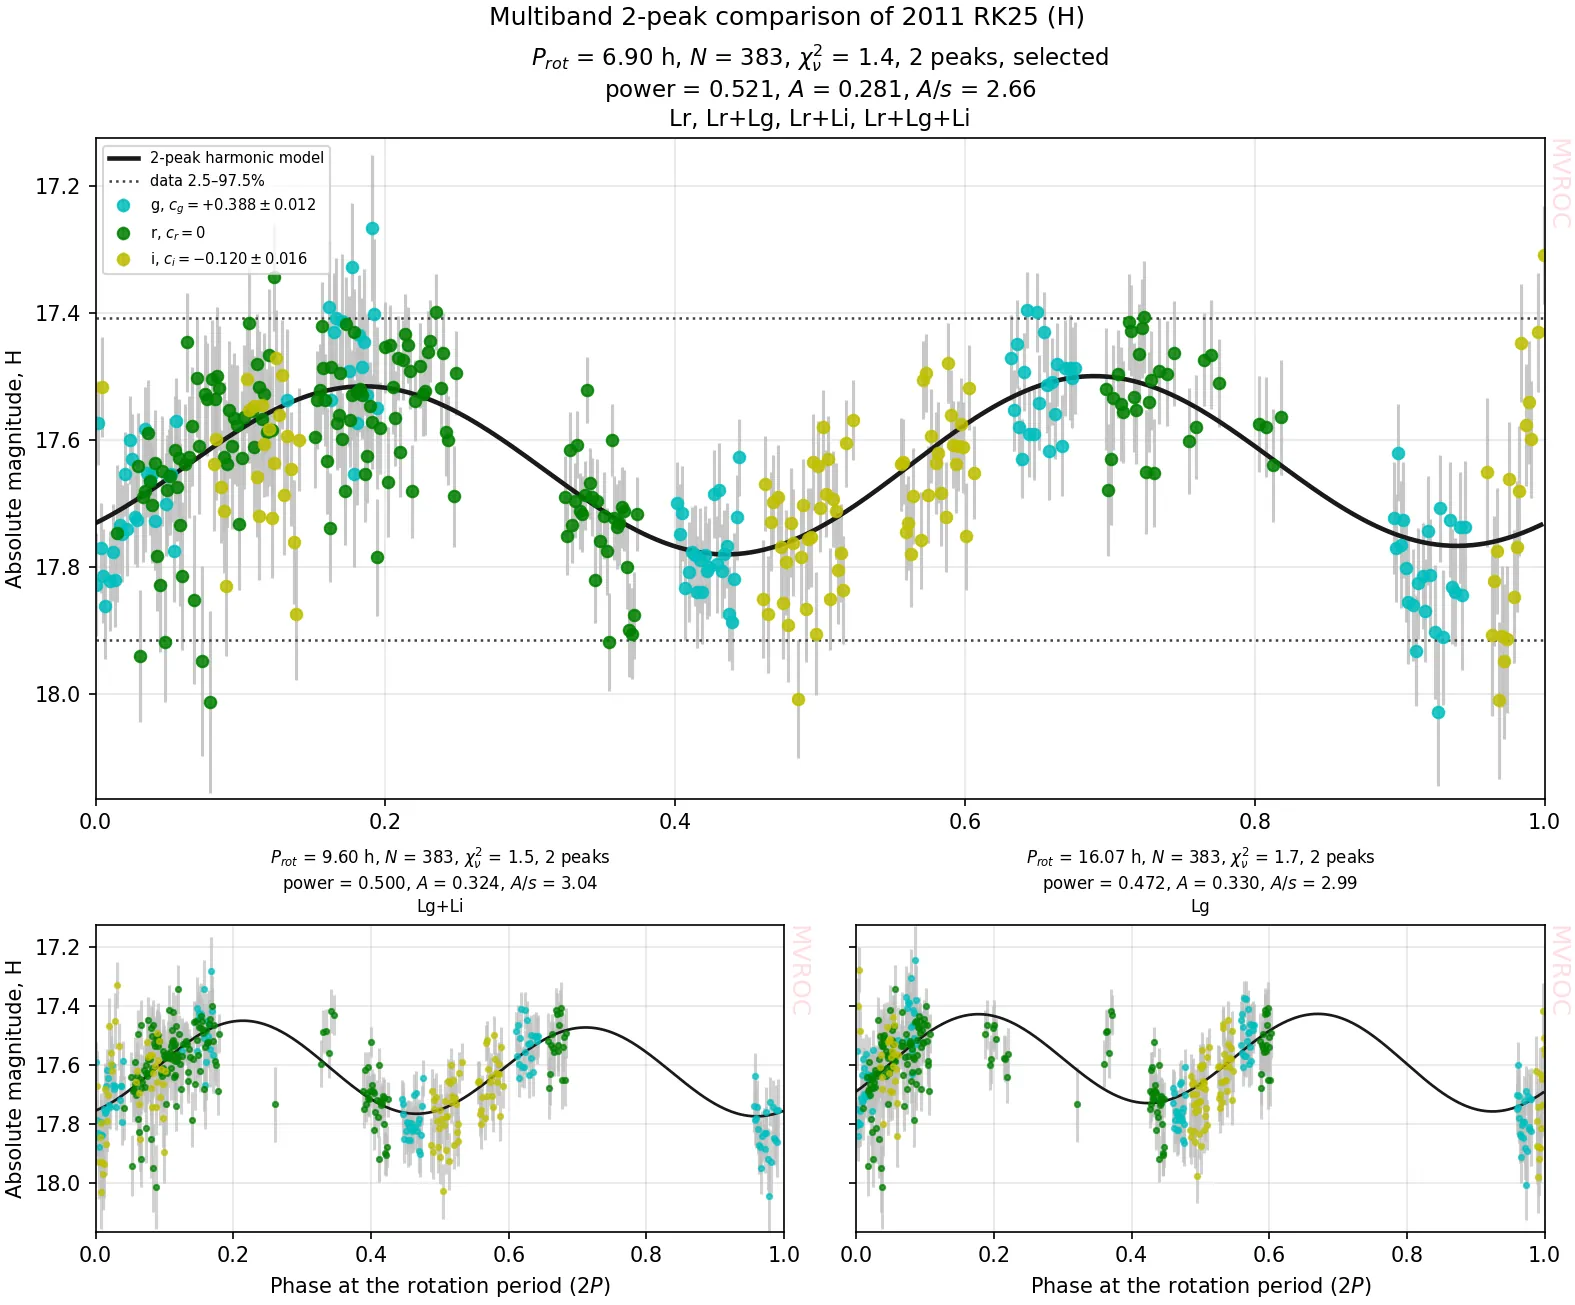 Multiband 2-peak comparison of 2011 RK25 (H)
P_rot = 6.90 h, N = 383, χ²_ν = 1.4, 2 peaks, selected
power = 0.521, A = 0.281, A/s = 2.66
Lr, Lr+Lg, Lr+Li, Lr+Lg+Li
2-peak harmonic model
data 2.5–97.5%
g, c_g = +0.388 ± 0.012
r, c_r = 0
i, c_i = −0.120 ± 0.016
MVROC
Absolute magnitude, H
17.2
17.4
17.6
17.8
18.0
0.0 0.2 0.4 0.6 0.8 1.0
P_rot = 9.60 h, N = 383, χ²_ν = 1.5, 2 peaks
power = 0.500, A = 0.324, A/s = 3.04
Lg+Li
MVROC
Absolute magnitude, H
17.2
17.4
17.6
17.8
18.0
0.0 0.2 0.4 0.6 0.8 1.0
Phase at the rotation period (2P)
P_rot = 16.07 h, N = 383, χ²_ν = 1.7, 2 peaks
power = 0.472, A = 0.330, A/s = 2.99
Lg
MVROC
0.0 0.2 0.4 0.6 0.8 1.0
Phase at the rotation period (2P)